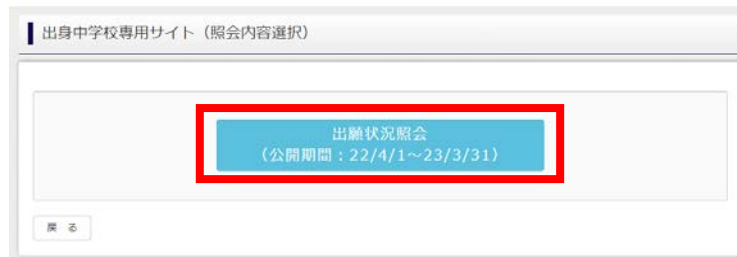 出身中学校専用サイト（照会内容選択）
出願状況照会
（公開期間：22/4/1～23/3/31）
戻 る